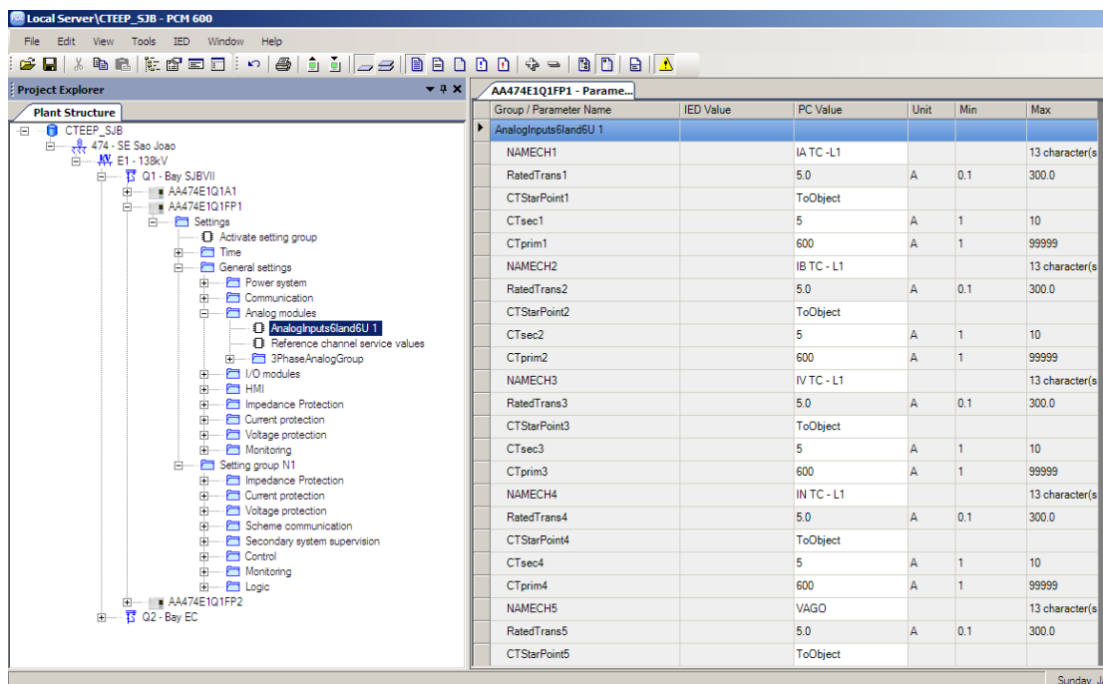 Local Server\CTEEP_SJB - PCM 600
File Edit View Tools IED Window Help
Project Explorer
Plant Structure
CTEEP_SJB
474 - SE Sao Joao
E1 - 138kV
Q1 - Bay SJBVII
AA474E1Q1A1
AA474E1Q1FP1
Settings
Activate setting group
Time
General settings
Power system
Communication
Analog modules
AnalogInputs6Iand6U 1
Reference channel service values
3PhaseAnalogGroup
I/O modules
HMI
Impedance Protection
Current protection
Voltage protection
Monitoring
Setting group N1
Impedance Protection
Current protection
Voltage protection
Scheme communication
Secondary system supervision
Control
Monitoring
Logic
AA474E1Q1FP2
Q2 - Bay EC
AA474E1Q1FP1 - Parame...
Group / Parameter Name IED Value PC Value Unit Min Max
AnalogInputs6Iand6U 1
NAMECH1 IA TC -L1 13 character(s
RatedTrans1 5.0 A 0.1 300.0
CTStarPoint1 ToObject
CTsec1 5 A 1 10
CTprim1 600 A 1 99999
NAMECH2 IB TC - L1 13 character(s
RatedTrans2 5.0 A 0.1 300.0
CTStarPoint2 ToObject
CTsec2 5 A 1 10
CTprim2 600 A 1 99999
NAMECH3 IV TC - L1 13 character(s
RatedTrans3 5.0 A 0.1 300.0
CTStarPoint3 ToObject
CTsec3 5 A 1 10
CTprim3 600 A 1 99999
NAMECH4 IN TC - L1 13 character(s
RatedTrans4 5.0 A 0.1 300.0
CTStarPoint4 ToObject
CTsec4 5 A 1 10
CTprim4 600 A 1 99999
NAMECH5 VAGO 13 character(s
RatedTrans5 5.0 A 0.1 300.0
CTStarPoint5 ToObject
Sunday, Ja